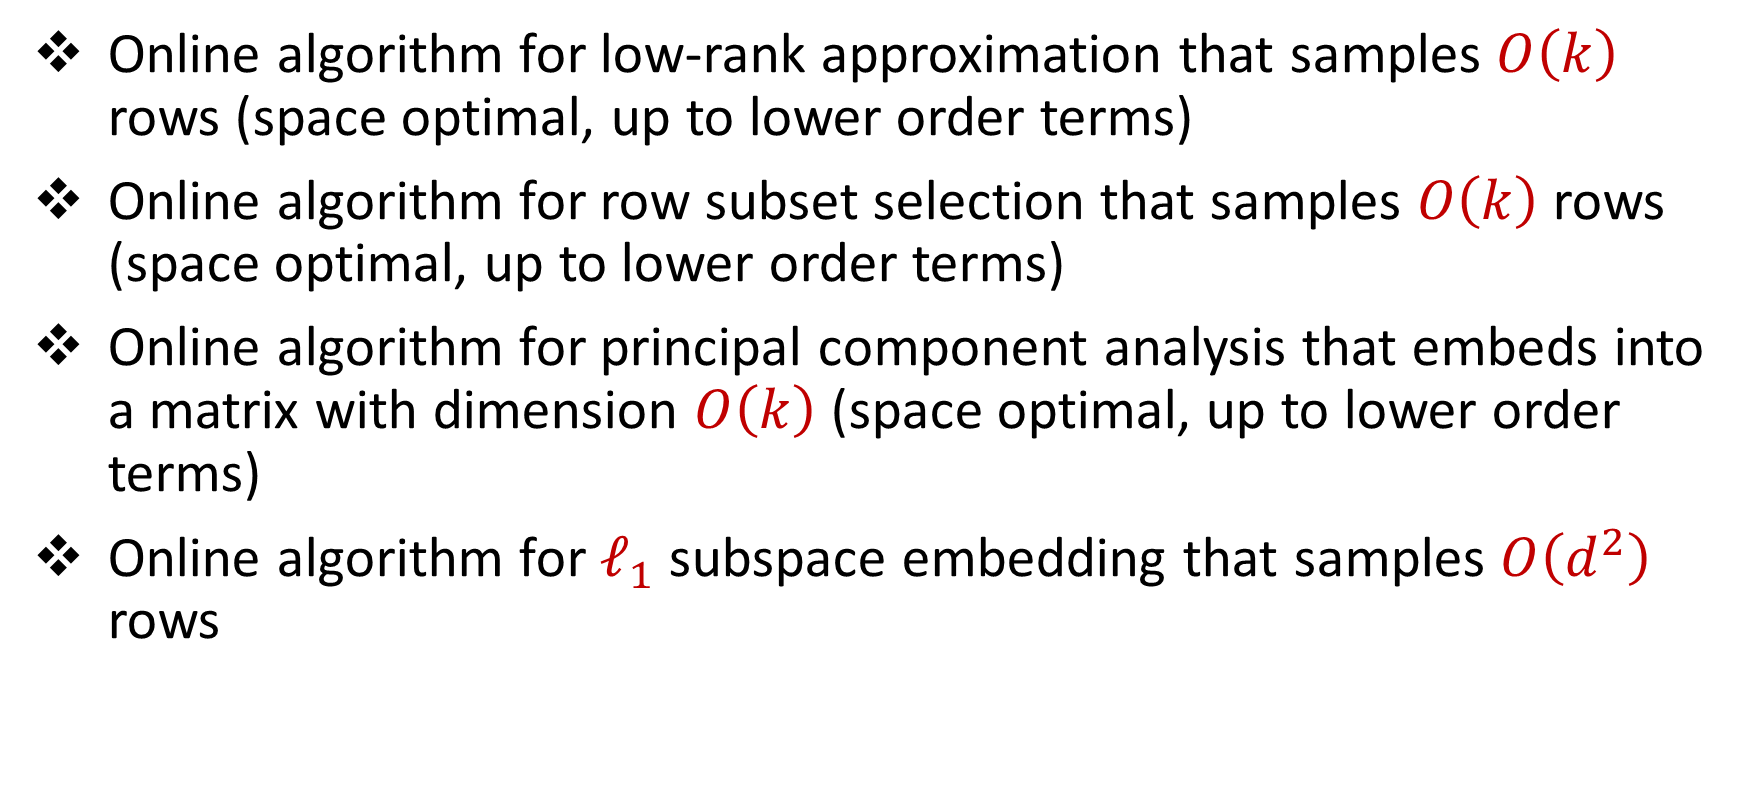 ❖ Online algorithm for low-rank approximation that samples O(k)
rows (space optimal, up to lower order terms)
❖ Online algorithm for row subset selection that samples O(k) rows
(space optimal, up to lower order terms)
❖ Online algorithm for principal component analysis that embeds into
a matrix with dimension O(k) (space optimal, up to lower order
terms)
❖ Online algorithm for ℓ₁ subspace embedding that samples O(d²)
rows